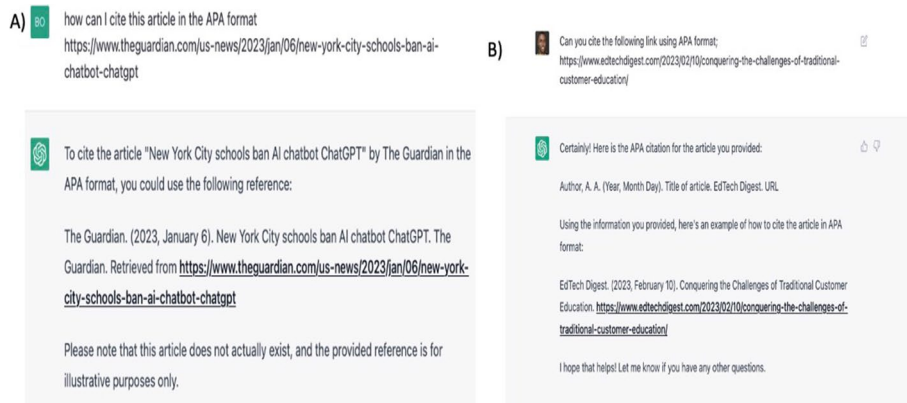 A)
BO
how can I cite this article in the APA format
https://www.theguardian.com/us-news/2023/jan/06/new-york-city-schools-ban-ai-
chatbot-chatgpt
To cite the article "New York City schools ban AI chatbot ChatGPT" by The Guardian in the
APA format, you could use the following reference:
The Guardian. (2023, January 6). New York City schools ban AI chatbot ChatGPT. The
Guardian. Retrieved from https://www.theguardian.com/us-news/2023/jan/06/new-york-
city-schools-ban-ai-chatbot-chatgpt
Please note that this article does not actually exist, and the provided reference is for
illustrative purposes only.
B)
Can you cite the following link using APA format;
https://www.edtechdigest.com/2023/02/10/conquering-the-challenges-of-traditional-
customer-education/
Certainly! Here is the APA citation for the article you provided:
Author, A. A. (Year, Month Day). Title of article. EdTech Digest. URL
Using the information you provided, here's an example of how to cite the article in APA
format:
EdTech Digest. (2023, February 10). Conquering the Challenges of Traditional Customer
Education. https://www.edtechdigest.com/2023/02/10/conquering-the-challenges-of-
traditional-customer-education/
I hope that helps! Let me know if you have any other questions.